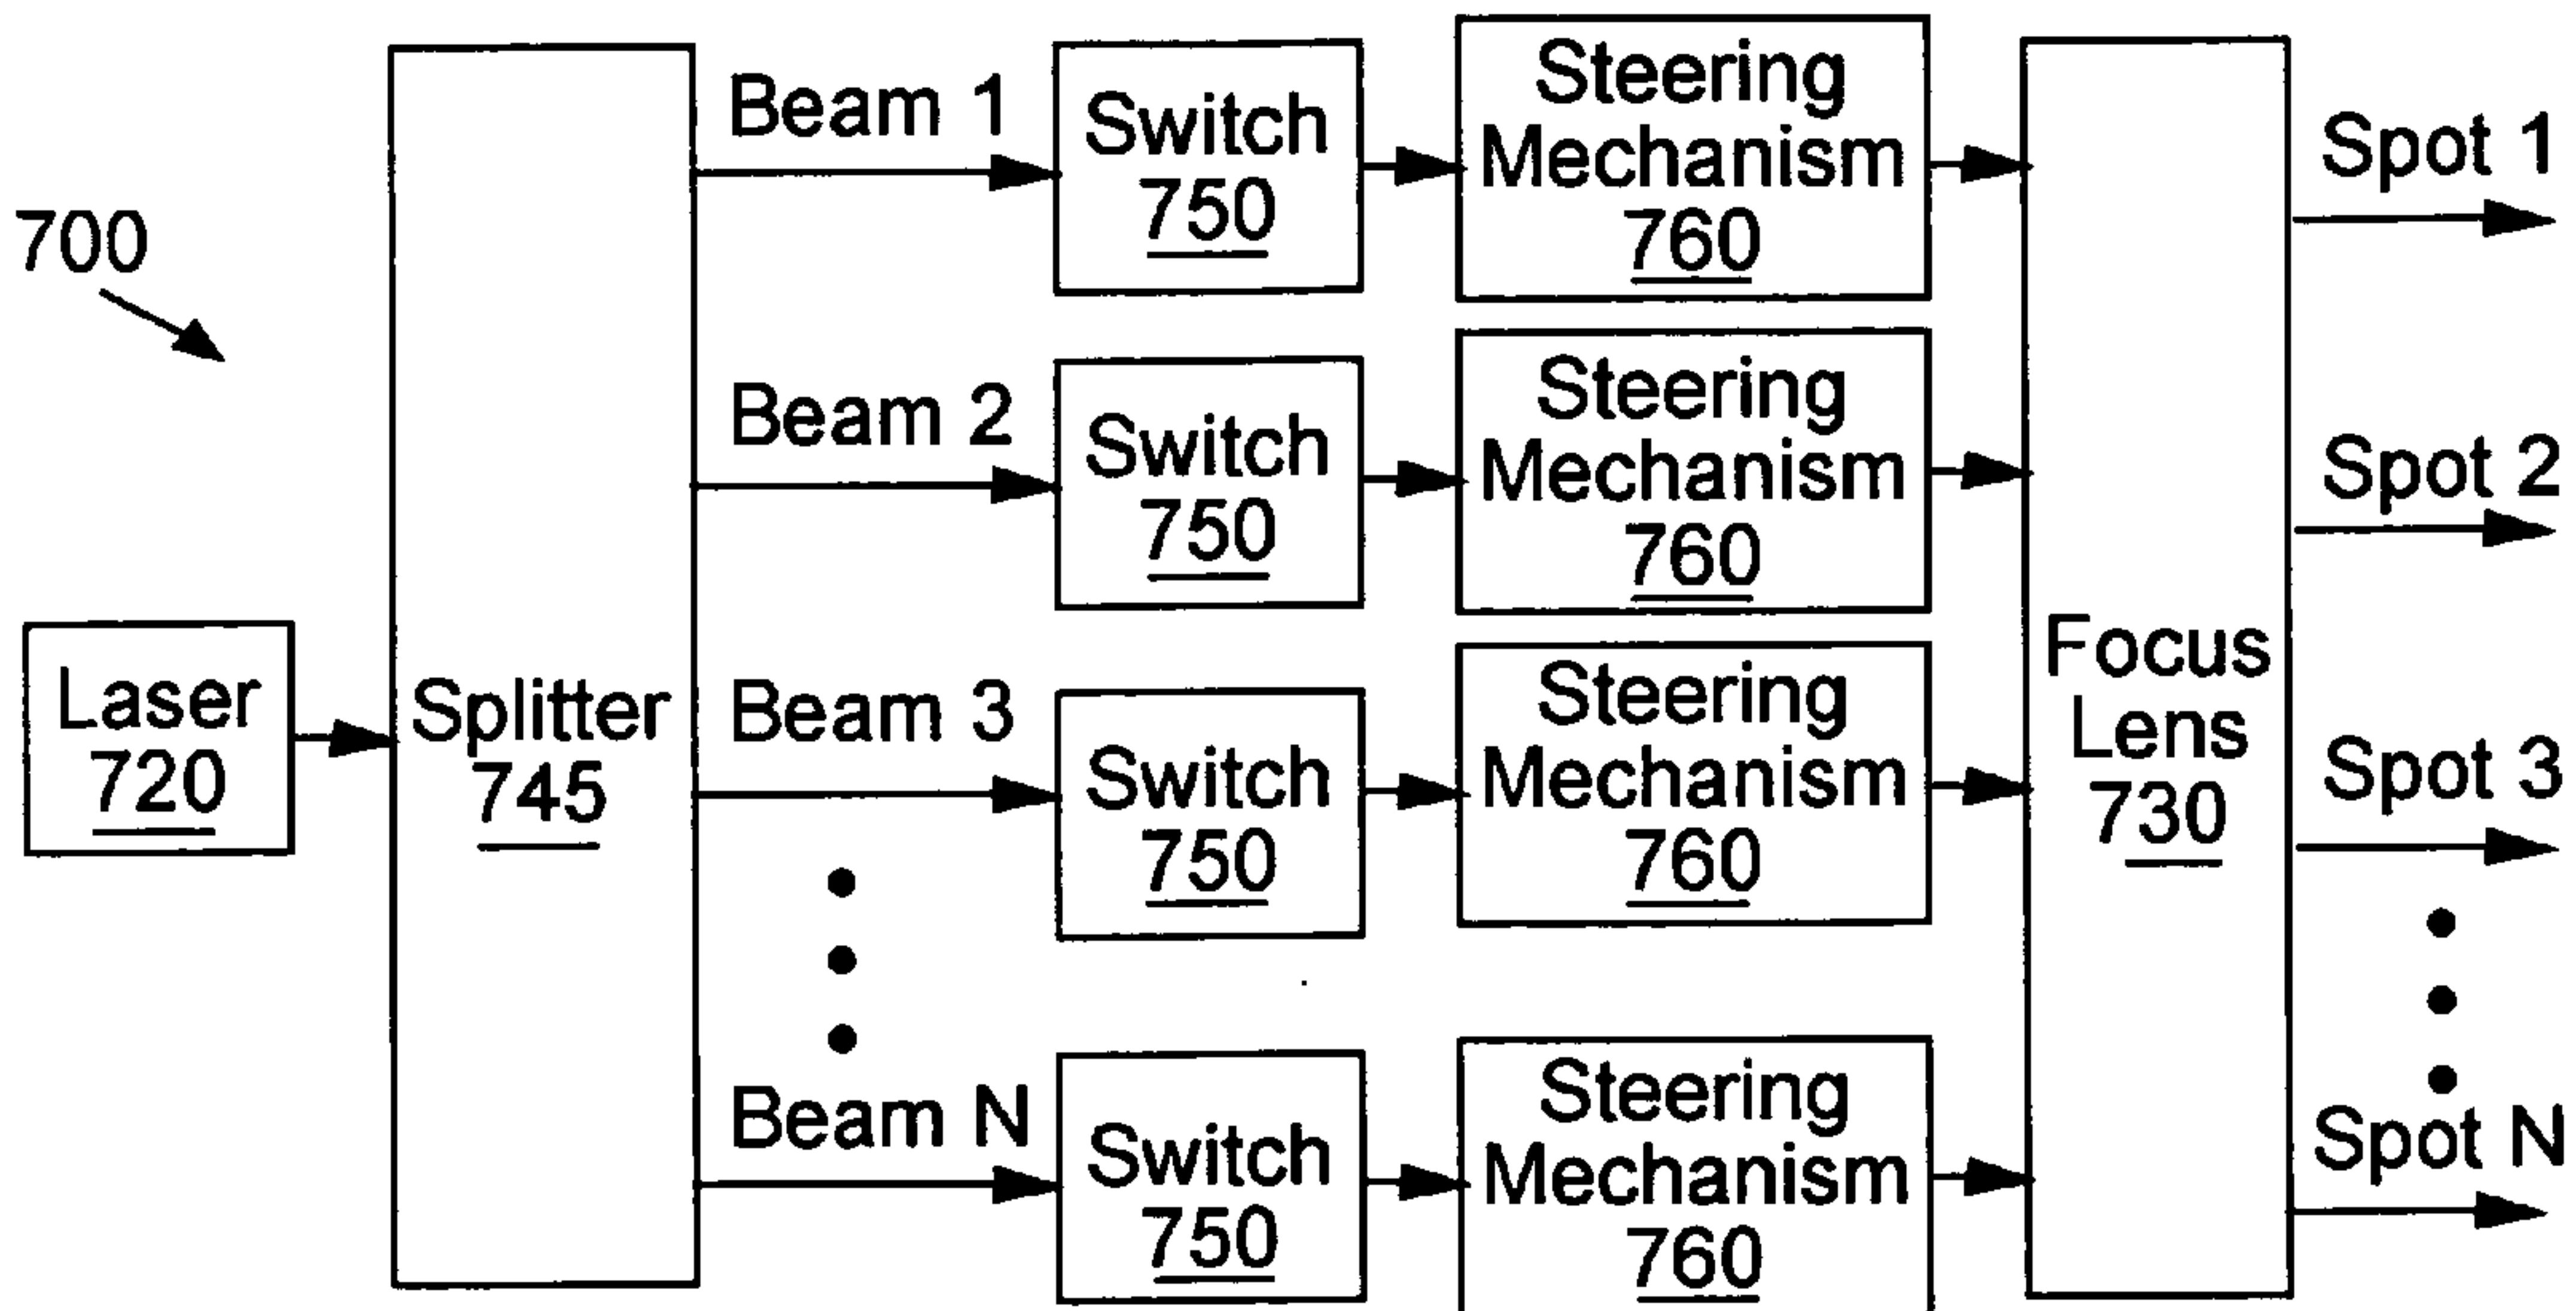 700
Laser
720
Splitter
745
Beam 1
Switch
750
Steering
Mechanism
760
Beam 2
Switch
750
Steering
Mechanism
760
Beam 3
Switch
750
Steering
Mechanism
760
Beam N
Switch
750
Steering
Mechanism
760
Focus
Lens
730
Spot 1
Spot 2
Spot 3
Spot N